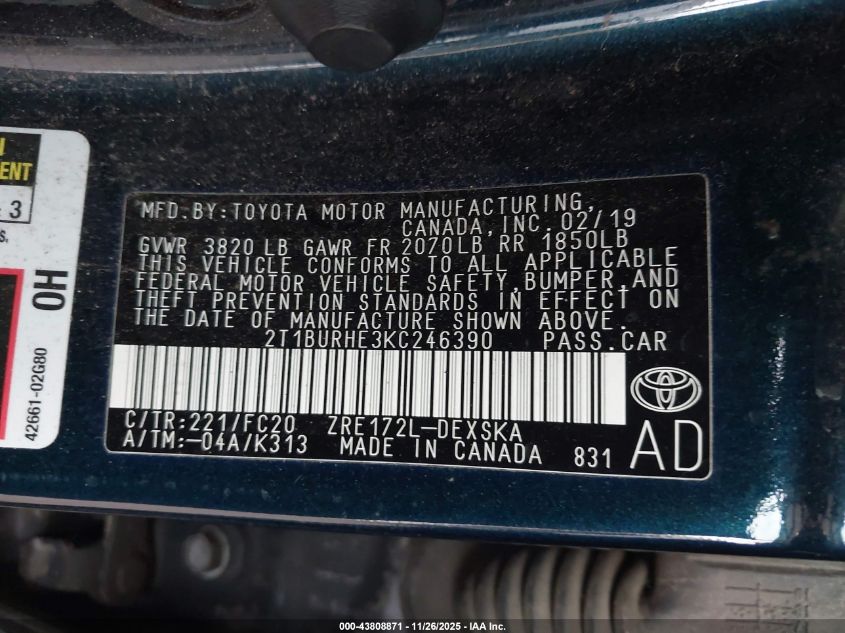 ENT
3
S.
OH
42661-02G80
MFD.BY:TOYOTA MOTOR MANUFACTURING,
CANADA,INC.02/19
GVWR 3820 LB GAWR FR 2070LB RR 1850LB
THIS VEHICLE CONFORMS TO ALL APPLICABLE
FEDERAL MOTOR VEHICLE SAFETY,BUMPER,AND
THEFT PREVENTION STANDARDS IN EFFECT ON
THE DATE OF MANUFACTURE SHOWN ABOVE.
2T1BURHE3KC246390 PASS.CAR
C/TR:221/FC20 ZRE172L-DEXSKA
A/TM:-04A/K313 MADE IN CANADA 831 AD
000-43808871 - 11/26/2025 - IAA Inc.